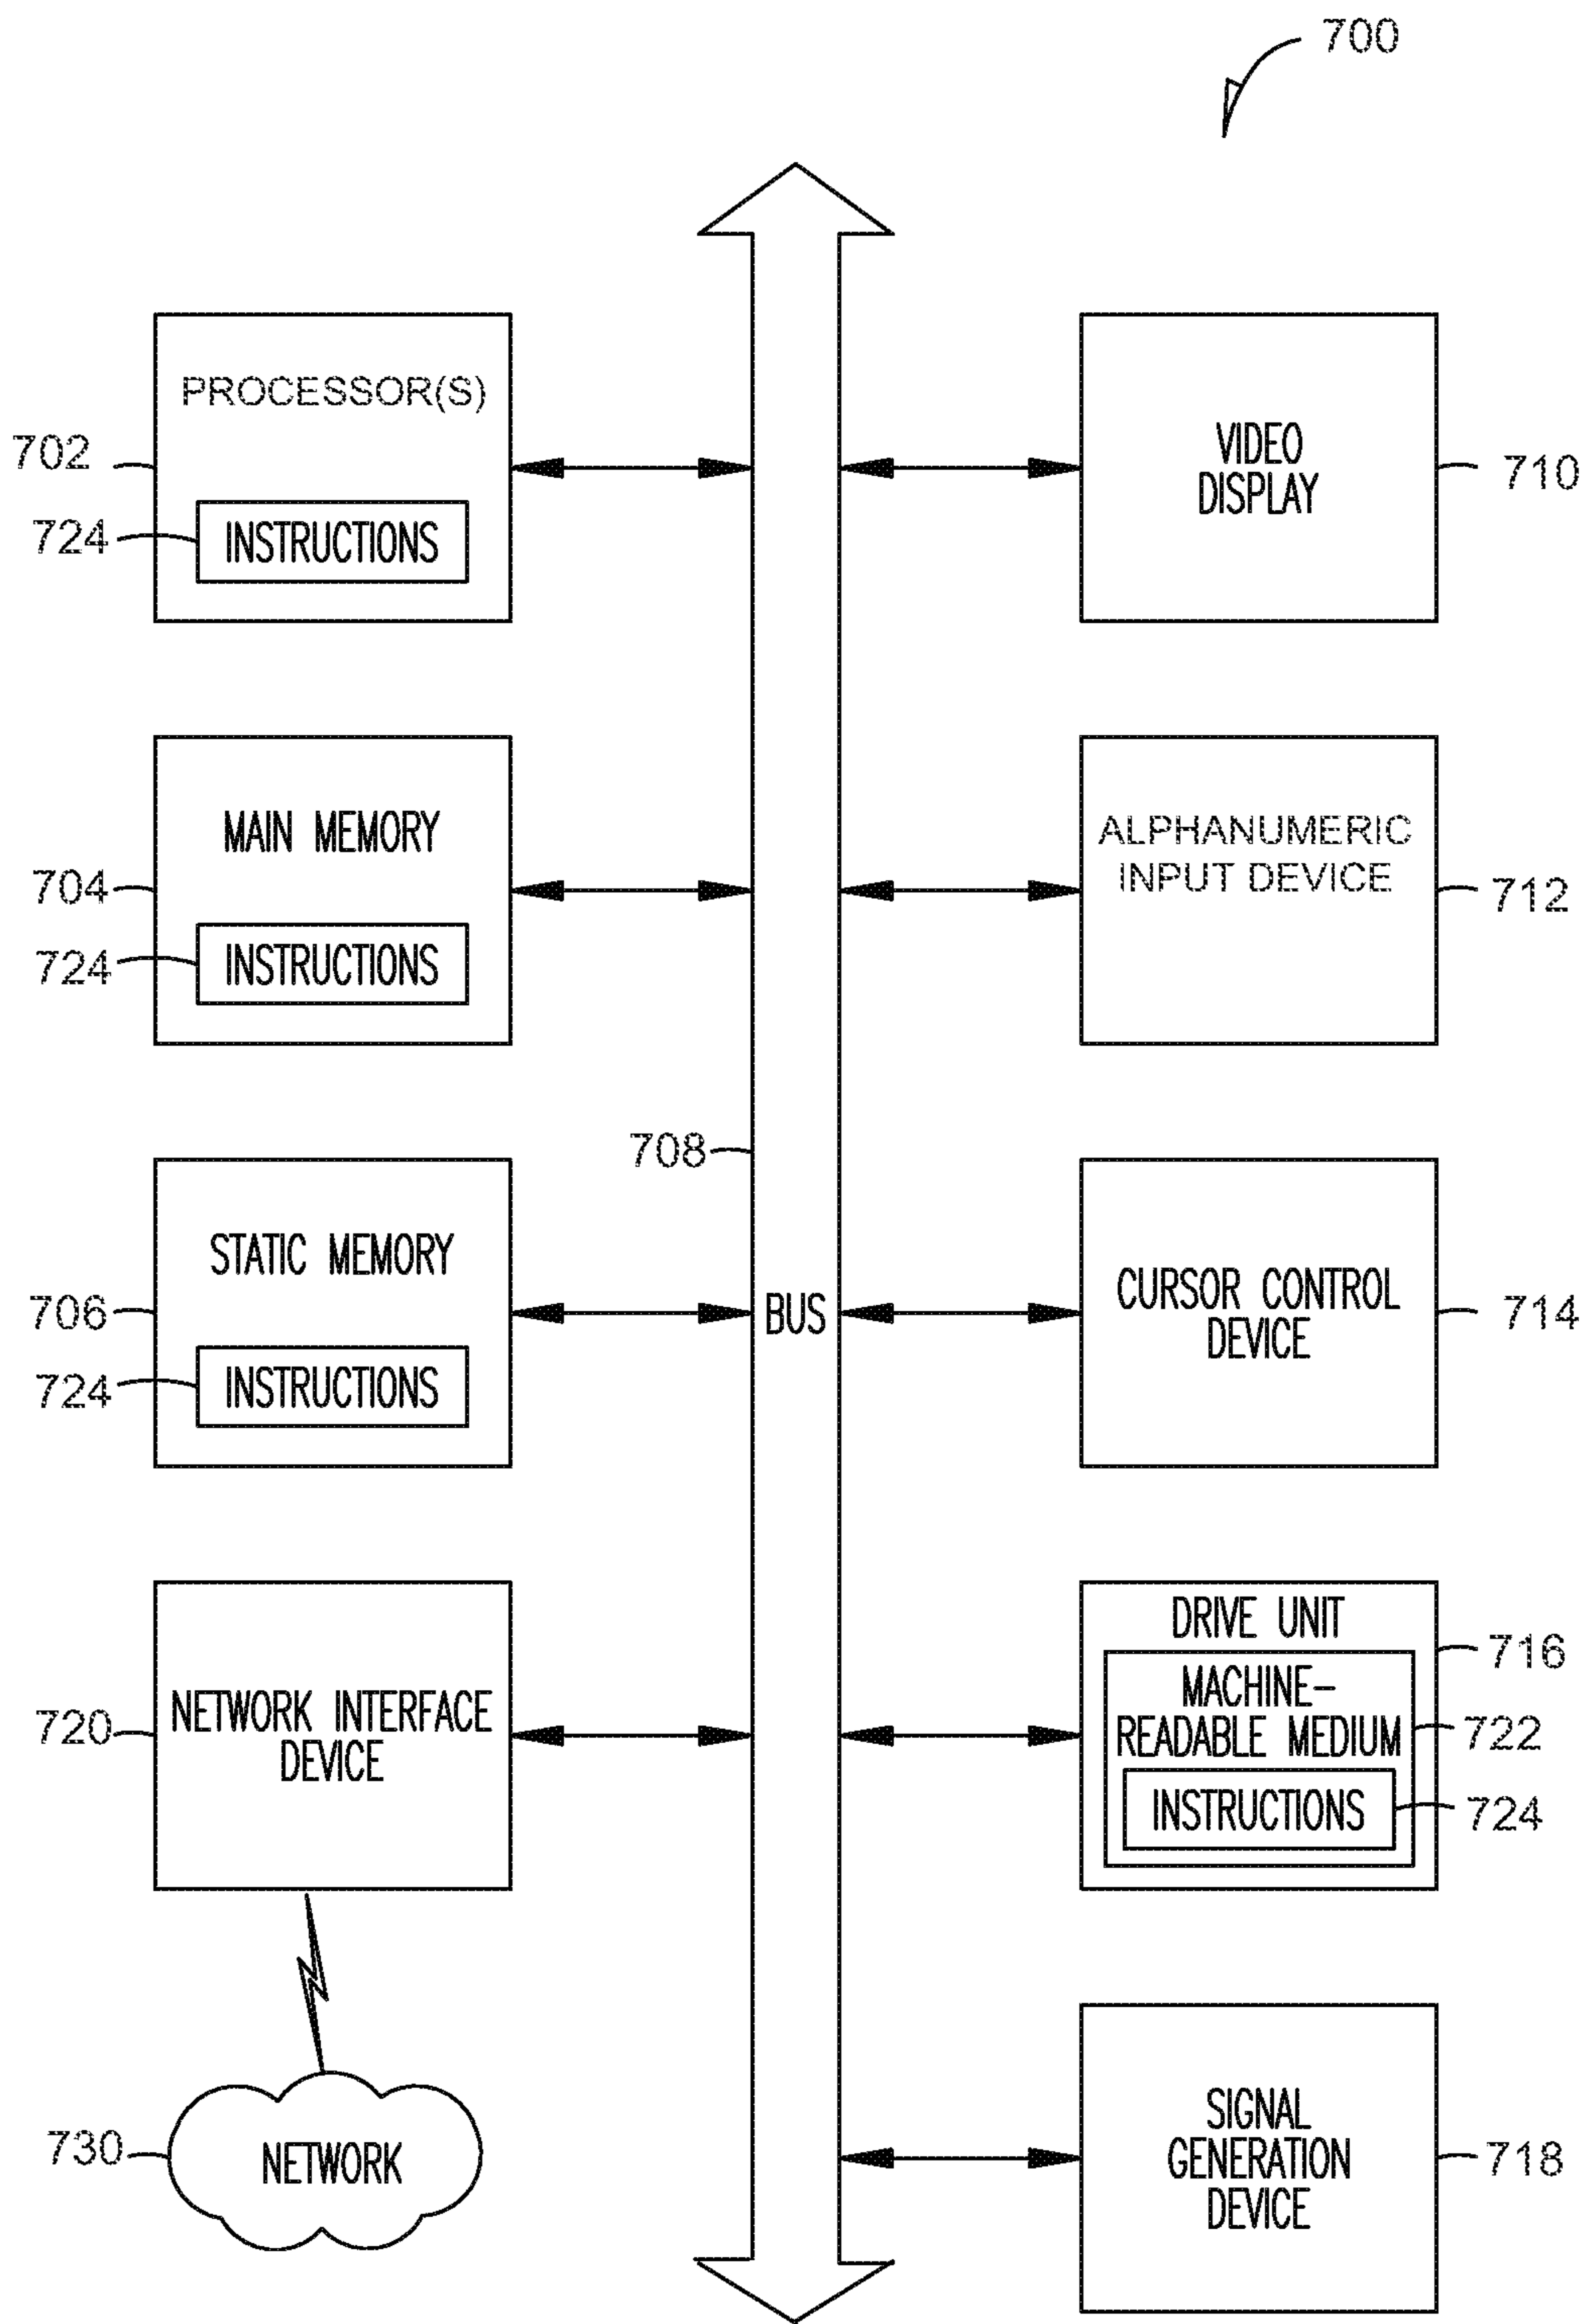 700
PROCESSOR(S)
702
724
INSTRUCTIONS
VIDEO
DISPLAY
710
MAIN MEMORY
704
724
INSTRUCTIONS
ALPHANUMERIC
INPUT DEVICE
712
708
STATIC MEMORY
706
724
INSTRUCTIONS
BUS
CURSOR CONTROL
DEVICE
714
NETWORK INTERFACE
DEVICE
720
DRIVE UNIT
716
MACHINE-
READABLE MEDIUM
722
INSTRUCTIONS
724
730
NETWORK
SIGNAL
GENERATION
DEVICE
718